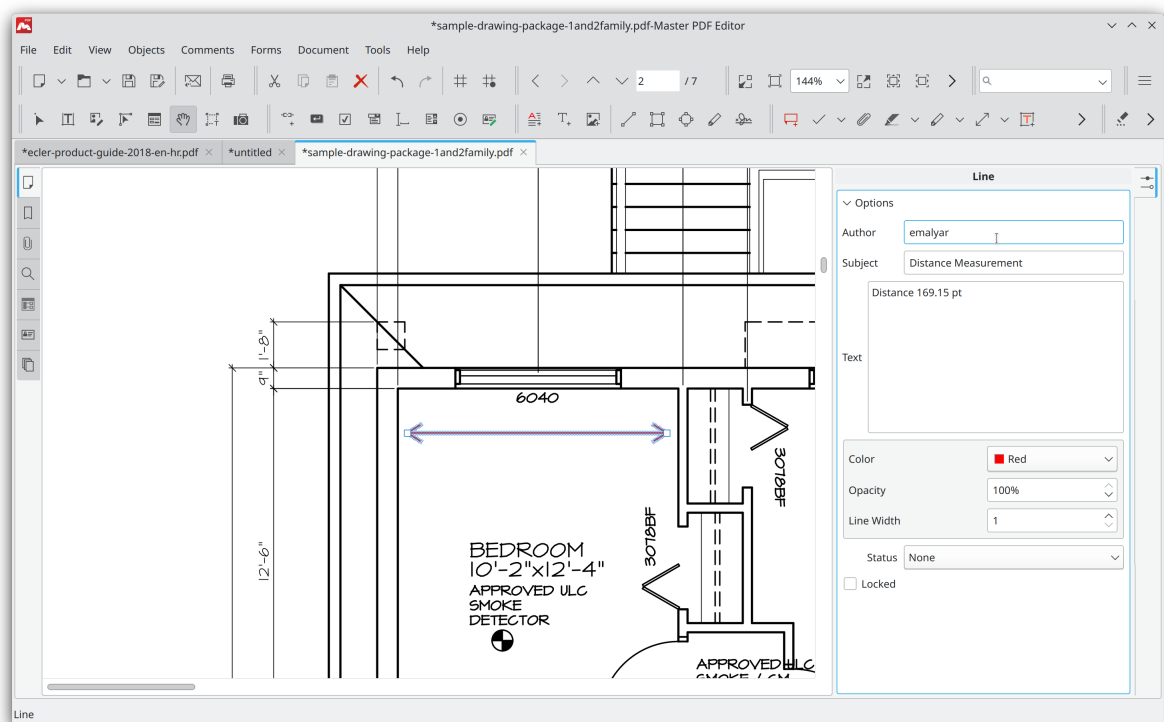 *sample-drawing-package-1and2family.pdf-Master PDF Editor
File Edit View Objects Comments Forms Document Tools Help
2 / 7 144%
*ecler-product-guide-2018-en-hr.pdf *untitled *sample-drawing-package-1and2family.pdf
Line
Options
Author emalyar
Subject Distance Measurement
Text Distance 169.15 pt
Color Red
Opacity 100%
Line Width 1
Status None
Locked
1'-8"
9"
12'-6"
6040
3078BF
3078BF
BEDROOM
10'-2"x12'-4"
APPROVED ULC
SMOKE
DETECTOR
APPROVED ULC
SMOKE / CM
Line